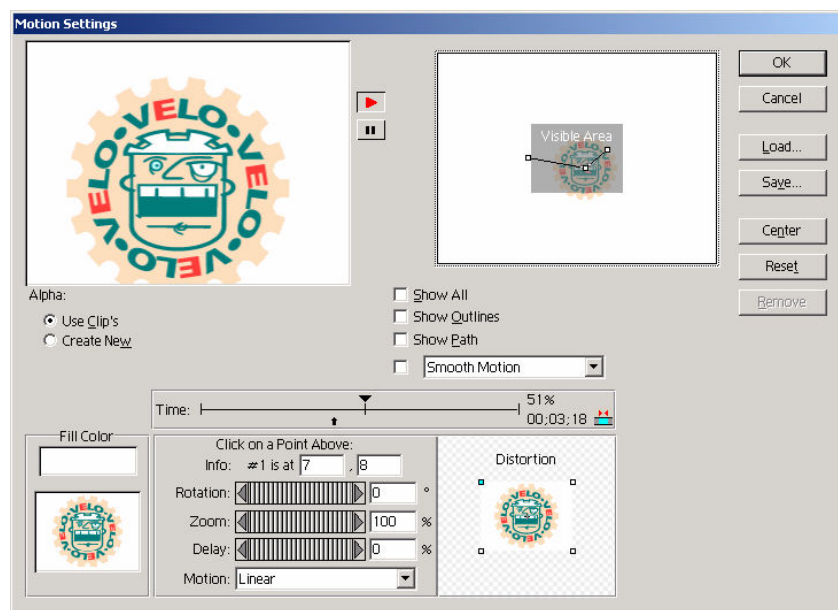 Motion Settings
VELO·VELO·VELO·VELO·VELO·
Visible Area
OK
Cancel
Load...
Save...
Center
Reset
Remove
Alpha:
Use Clip's
Create New
Show All
Show Outlines
Show Path
Smooth Motion
Time:
51%
00;03;18
Fill Color
Click on a Point Above:
Info: #1 is at 7 , 8
Rotation: 0 °
Zoom: 100 %
Delay: 0 %
Motion: Linear
Distortion